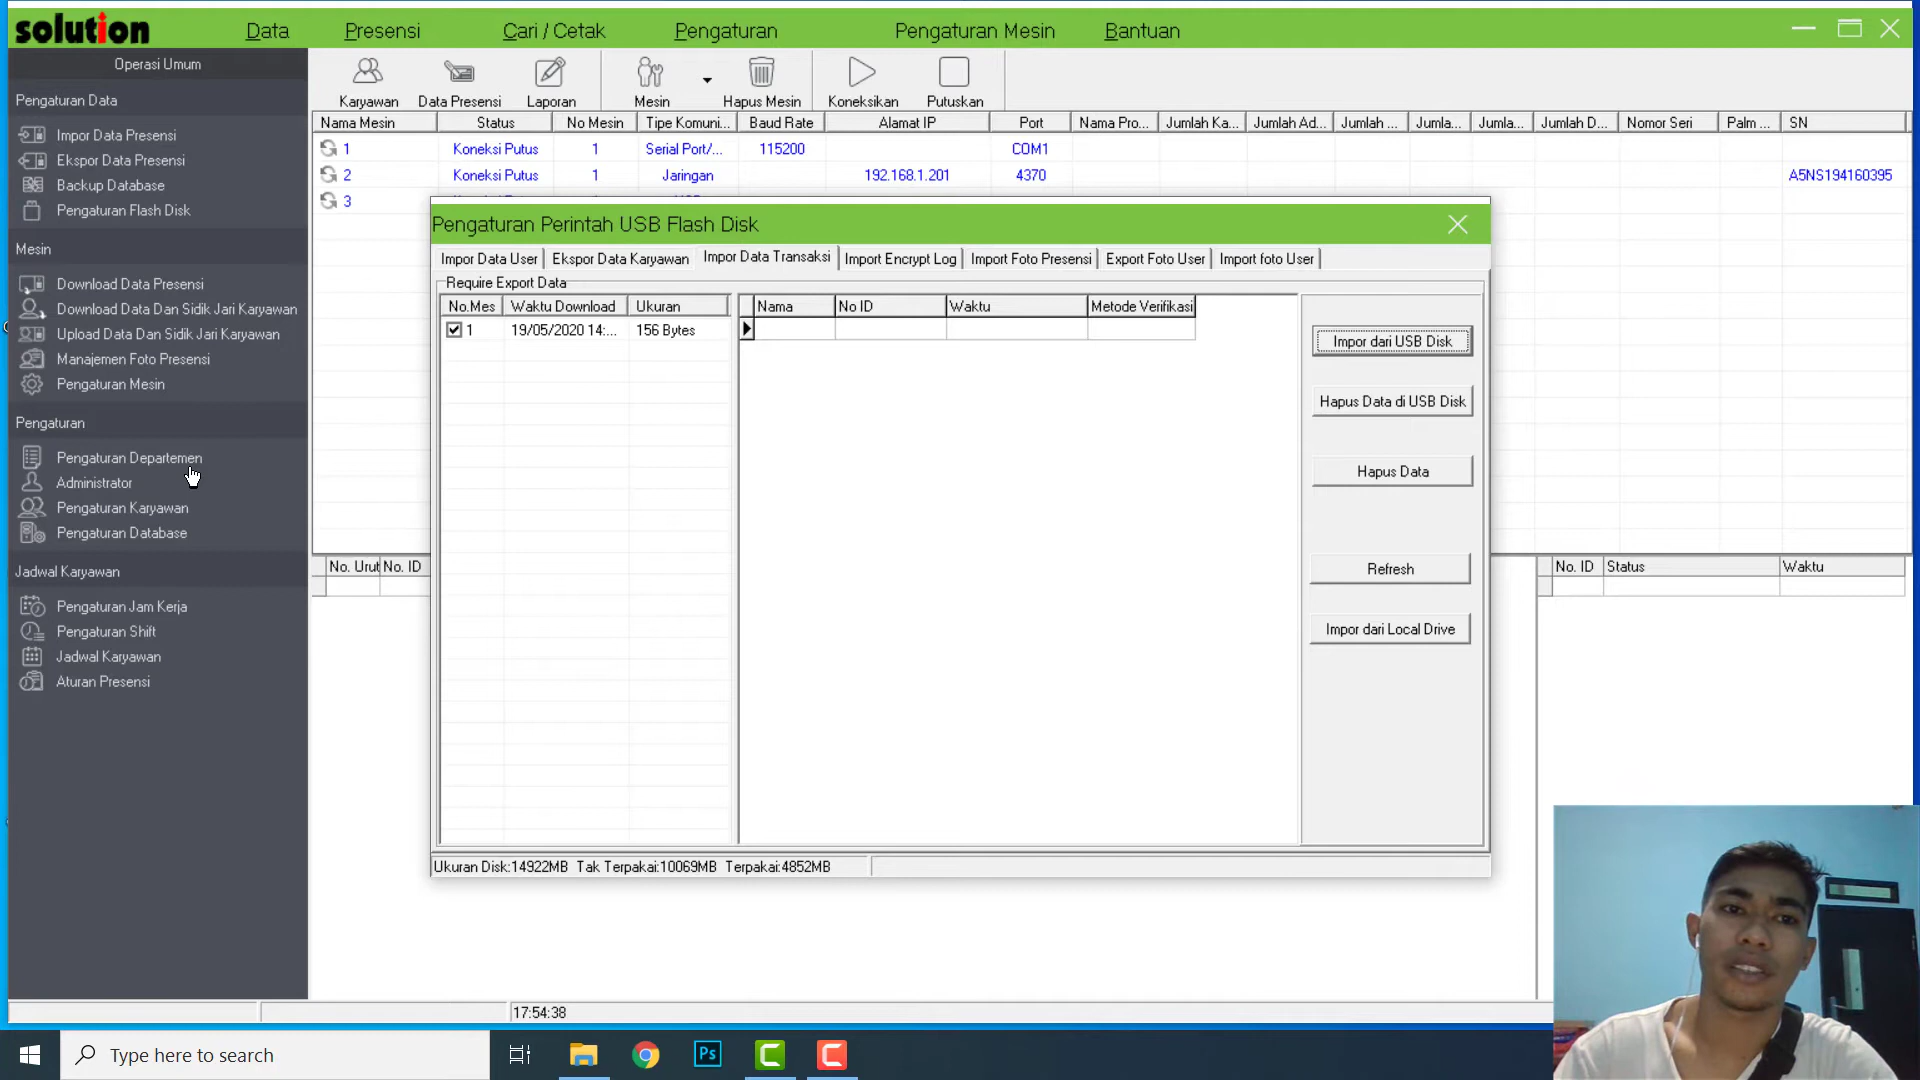 solution Data Presensi Cari / Cetak Pengaturan Pengaturan Mesin Bantuan
Operasi Umum
Karyawan Data Presensi Laporan Mesin Hapus Mesin Koneksikan Putuskan
Pengaturan Data
Impor Data Presensi
Ekspor Data Presensi
Backup Database
Pengaturan Flash Disk
Mesin
Download Data Presensi
Download Data Dan Sidik Jari Karyawan
Upload Data Dan Sidik Jari Karyawan
Manajemen Foto Presensi
Pengaturan Mesin
Pengaturan
Pengaturan Departemen
Administrator
Pengaturan Karyawan
Pengaturan Database
Jadwal Karyawan
Pengaturan Jam Kerja
Pengaturan Shift
Jadwal Karyawan
Aturan Presensi
Nama Mesin Status No Mesin Tipe Komuni... Baud Rate Alamat IP Port Nama Pro... Jumlah Ka... Jumlah Ad... Jumlah ... Jumla... Jumla... Jumlah D... Nomor Seri Palm ... SN
1 Koneksi Putus 1 Serial Port/... 115200 COM1
2 Koneksi Putus 1 Jaringan 192.168.1.201 4370 A5NS194160395
3
Pengaturan Perintah USB Flash Disk
Impor Data User Ekspor Data Karyawan Impor Data Transaksi Import Encrypt Log Import Foto Presensi Export Foto User Import foto User
Require Export Data
No.Mes Waktu Download Ukuran Nama No ID Waktu Metode Verifikasi
1 19/05/2020 14:... 156 Bytes
Impor dari USB Disk
Hapus Data di USB Disk
Hapus Data
Refresh
Impor dari Local Drive
Ukuran Disk:14922MB Tak Terpakai:10069MB Terpakai:4852MB
No. Urut No. ID No. ID Status Waktu
17:54:38
Type here to search Ps